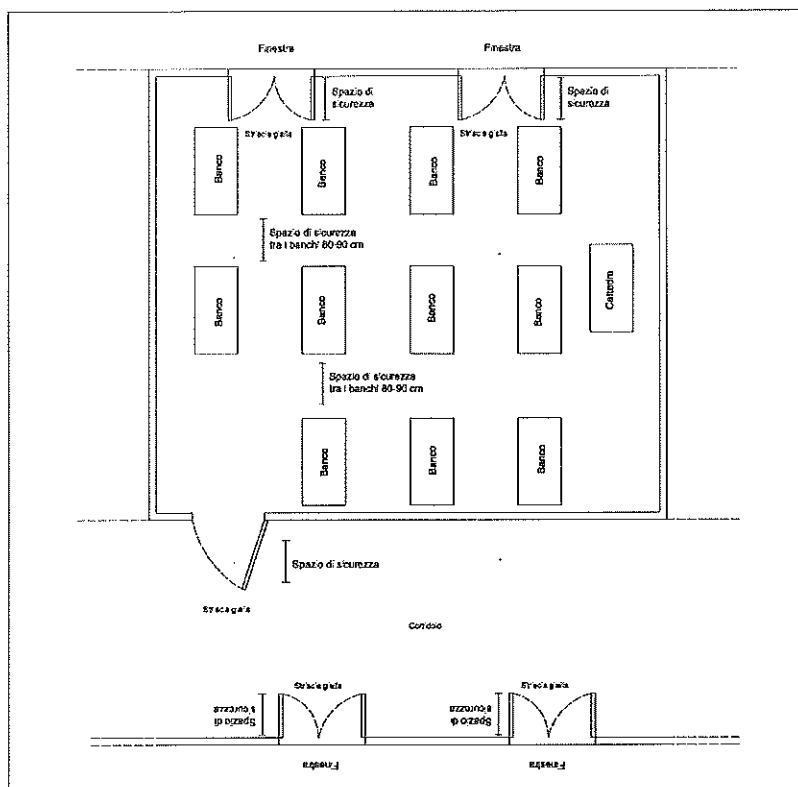 Finestra
Finestra
Spazio di
sicurezza
Spazio di
sicurezza
Striscia gialla
Striscia gialla
Banco
Banco
Banco
Banco
Spazio di sicurezza
tra i banchi 80-90 cm
Banco
Banco
Banco
Banco
Cattedra
Spazio di sicurezza
tra i banchi 80-90 cm
Banco
Banco
Banco
Spazio di sicurezza
Striscia gialla
Corridoio
Striscia gialla
Striscia gialla
Spazio di
sicurezza
Spazio di
sicurezza
Finestra
Finestra